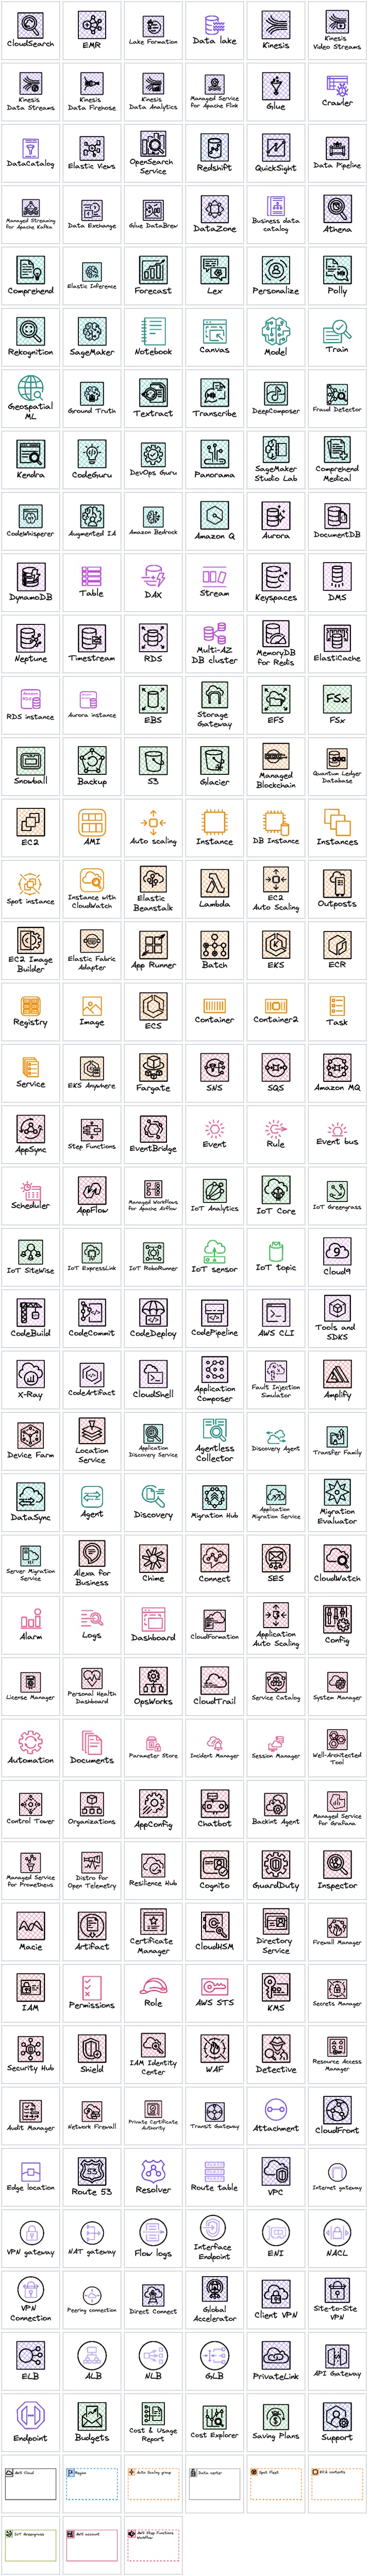 CloudSearch
EMR
Lake Formation
Data lake
Kinesis
Kinesis
Video Streams
Kinesis
Data Streams
Kinesis
Data Firehose
Kinesis
Data Analytics
Managed Service
for Apache Flink
Glue
Crawler
DataCatalog
Elastic Views
OpenSearch
Service
Redshift
QuickSight
Data Pipeline
Managed Streaming
for Apache Kafka
Data Exchange
Glue DataBrew
DataZone
Business data
catalog
Athena
Comprehend
Elastic Inference
Forecast
Lex
Personalize
Polly
Rekognition
SageMaker
Notebook
Canvas
Model
Train
Geospatial
ML
Ground Truth
Textract
Transcribe
DeepComposer
Fraud Detector
Kendra
CodeGuru
DevOps Guru
Panorama
SageMaker
Studio Lab
Comprehend
Medical
CodeWhisperer
Augmented IA
Amazon Bedrock
Amazon Q
Aurora
DocumentDB
DynamoDB
Table
DAX
Stream
Keyspaces
DMS
Neptune
Timestream
RDS
Multi-AZ
DB cluster
MemoryDB
for Redis
ElastiCache
RDS instance
Aurora instance
EBS
Storage
Gateway
EFS
FSx
FSx
Snowball
Backup
S3
Glacier
Managed
Blockchain
Quantum Ledger
Database
EC2
AMI
Auto scaling
Instance
DB Instance
Instances
Spot instance
Instance with
CloudWatch
Elastic
Beanstalk
Lambda
EC2
Auto Scaling
Outposts
EC2 Image
Builder
Elastic Fabric
Adapter
App Runner
Batch
EKS
ECR
Registry
Image
ECS
Container
Container2
Task
Service
EKS Anywhere
Fargate
SNS
SQS
Amazon MQ
AppSync
Step Functions
EventBridge
Event
Rule
Event bus
Scheduler
AppFlow
Managed Workflows
for Apache Airflow
IoT Analytics
IoT Core
IoT Greengrass
IoT SiteWise
IoT ExpressLink
IoT RoboRunner
IoT sensor
IoT topic
Cloud9
CodeBuild
CodeCommit
CodeDeploy
CodePipeline
AWS CLI
Tools and
SDKS
X-Ray
CodeArtifact
CloudShell
Application
Composer
Fault Injection
Simulator
Amplify
Device Farm
Location
Service
Application
Discovery Service
Agentless
Collector
Discovery Agent
Transfer Family
DataSync
Agent
Discovery
Migration Hub
Application
Migration Service
Migration
Evaluator
Server Migration
Service
Alexa for
Business
Chime
Connect
SES
CloudWatch
Alarm
Logs
Dashboard
CloudFormation
Application
Auto Scaling
Config
License Manager
Personal Health
Dashboard
OpsWorks
CloudTrail
Service Catalog
System Manager
Automation
Documents
Parameter Store
Incident Manager
Session Manager
Well-Architected
Tool
Control Tower
Organizations
AppConfig
Chatbot
Backint Agent
Managed Service
for Grafana
Managed Service
for Prometheus
Distro for
Open Telemetry
Resilience Hub
Cognito
GuardDuty
Inspector
Macie
Artifact
Certificate
Manager
CloudHSM
Directory
Service
Firewall Manager
IAM
Permissions
Role
AWS STS
KMS
Secrets Manager
Security Hub
Shield
IAM Identity
Center
WAF
Detective
Resource Access
Manager
Audit Manager
Network Firewall
Private Certificate
Authority
Transit Gateway
Attachment
CloudFront
Edge location
53
Route 53
Resolver
Route table
VPC
Internet gateway
VPN gateway
NAT gateway
Flow logs
Interface
Endpoint
ENI
NACL
VPN
Connection
Peering connection
Direct Connect
Global
Accelerator
Client VPN
Site-to-Site
VPN
ELB
ALB
NLB
GLB
PrivateLink
API Gateway
Endpoint
Budgets
Cost & Usage
Report
Cost Explorer
Saving Plans
Support
AWS Cloud
Region
Auto Scaling group
Data center
Spot Fleet
EC2 contents
IoT Greengrass
AWS account
AWS Step Functions
Workflow